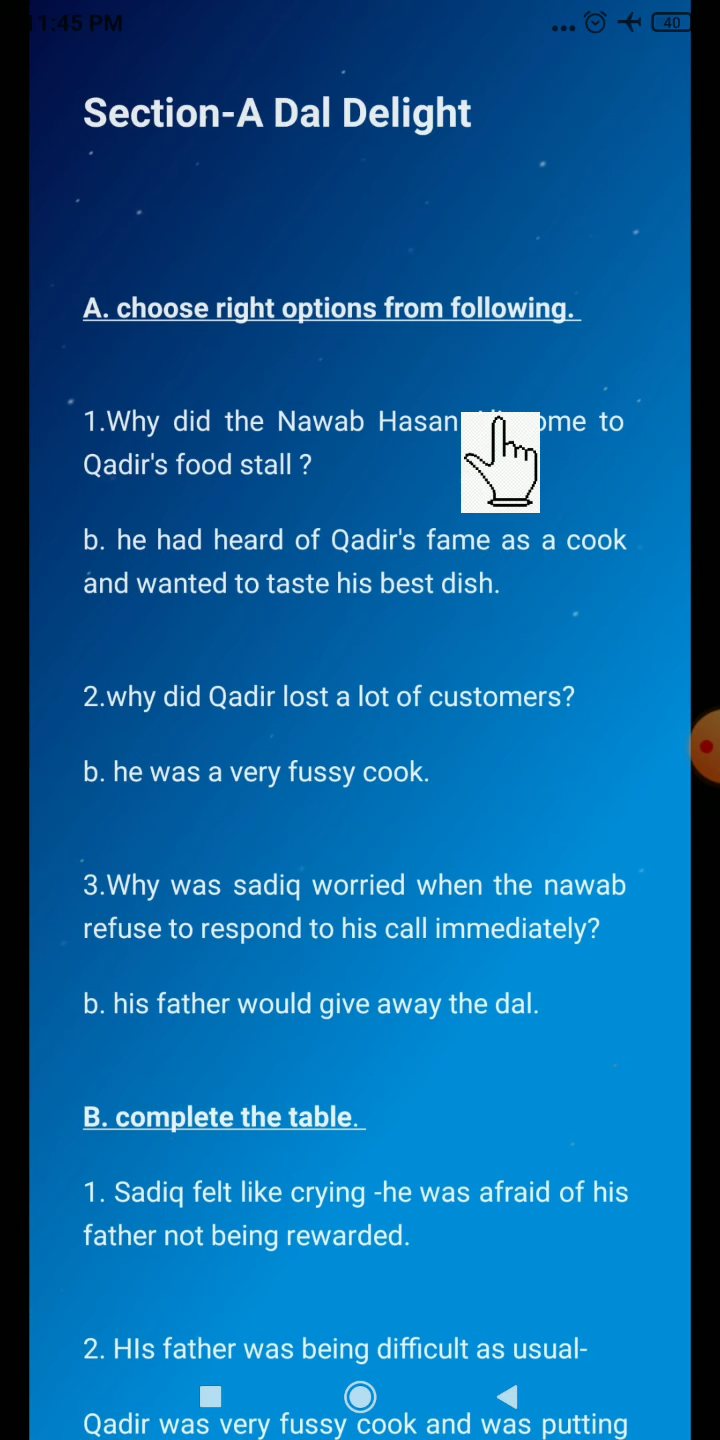 11:45 PM
40
Section-A Dal Delight
A. choose right options from following.
1.Why did the Nawab Hasan to
Qadir's food stall ?
b. he had heard of Qadir's fame as a cook
and wanted to taste his best dish.
2.why did Qadir lost a lot of customers?
b. he was a very fussy cook.
3.Why was sadiq worried when the nawab
refuse to respond to his call immediately?
b. his father would give away the dal.
B. complete the table.
1. Sadiq felt like crying -he was afraid of his
father not being rewarded.
2. HIs father was being difficult as usual-
Qadir was very fussy cook and was putting